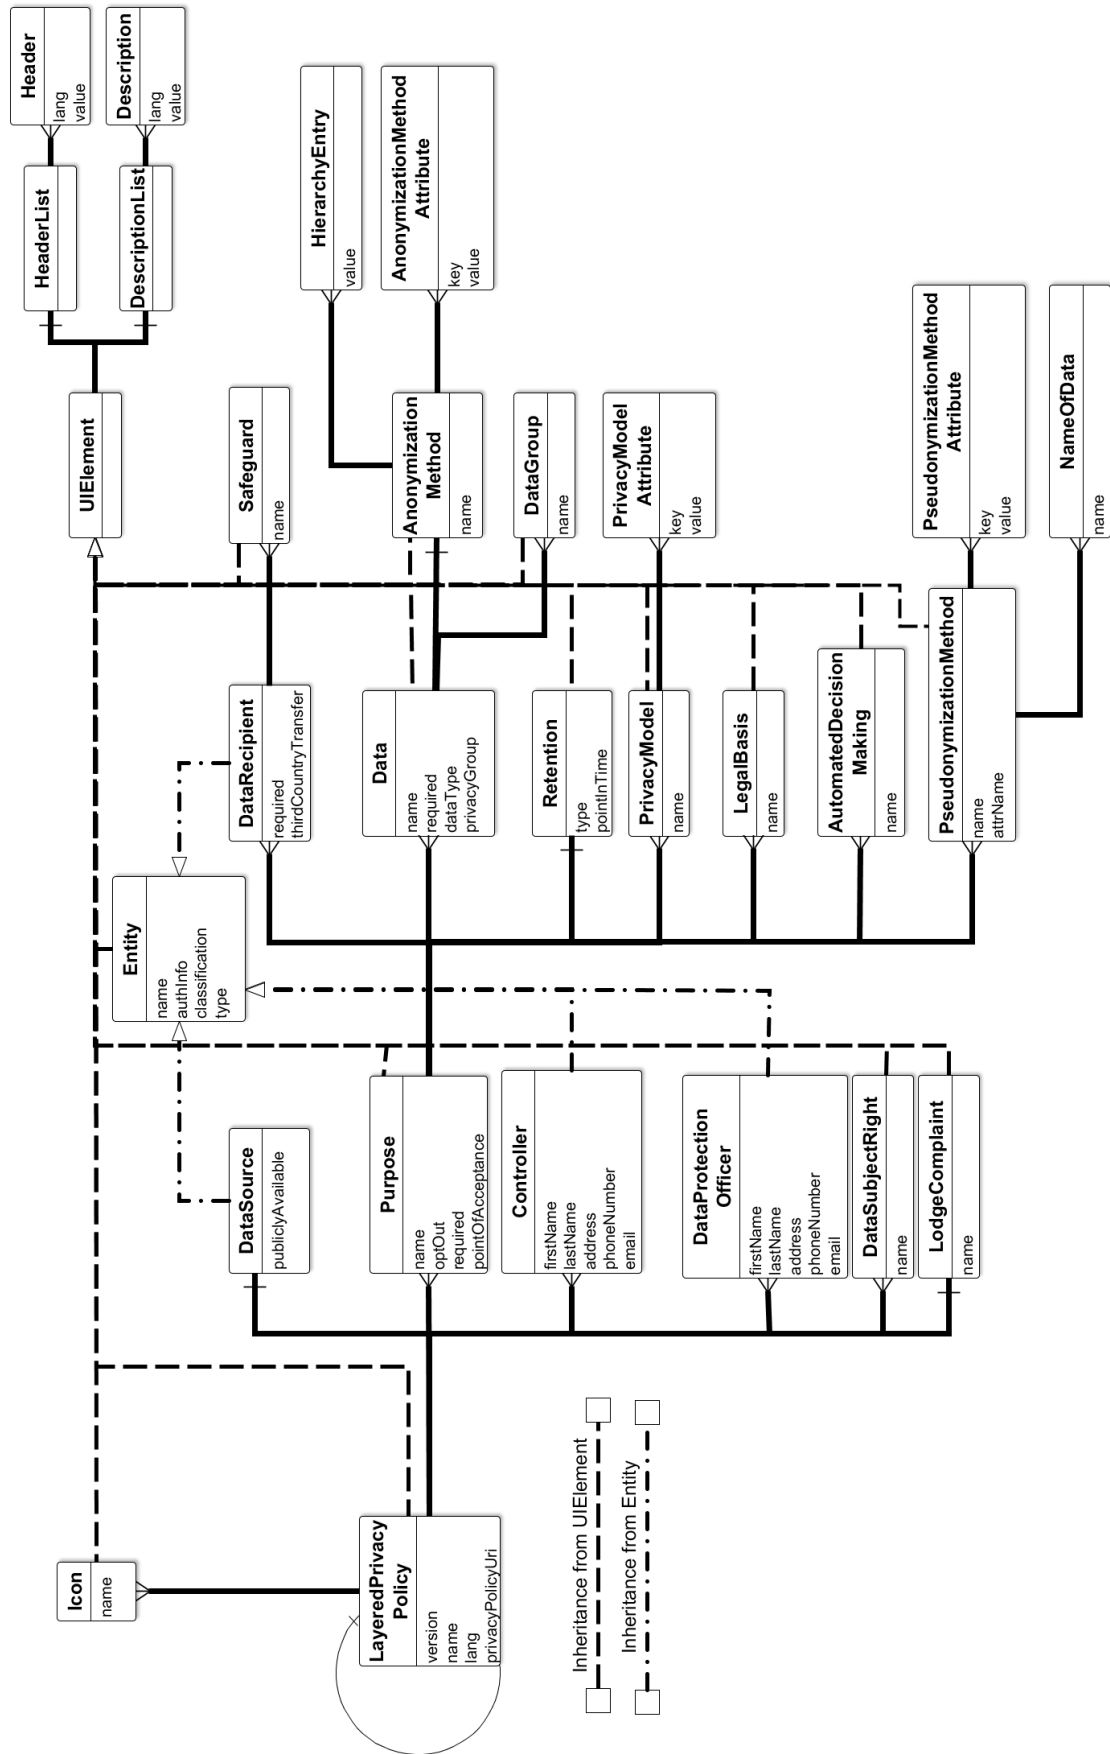 Icon
name
LayeredPrivacy
Policy
version
name
lang
privacyPolicyUri
Inheritance from UIElement
Inheritance from Entity
DataSource
publiclyAvailable
Purpose
name
optOut
required
pointOfAcceptance
Controller
firstName
lastName
address
phoneNumber
email
DataProtection
Officer
firstName
lastName
address
phoneNumber
email
DataSubjectRight
name
LodgeComplaint
name
Entity
name
authInfo
classification
type
DataRecipient
required
thirdCountryTransfer
Data
name
required
dataType
privacyGroup
Retention
type
pointInTime
PrivacyModel
name
LegalBasis
name
AutomatedDecision
Making
name
PseudonymizationMethod
name
attrName
UIElement
Safeguard
name
Anonymization
Method
name
DataGroup
name
PrivacyModel
Attribute
key
value
PseudonymizationMethod
Attribute
key
value
NameOfData
name
HeaderList
DescriptionList
HierarchyEntry
value
AnonymizationMethod
Attribute
key
value
Header
lang
value
Description
lang
value